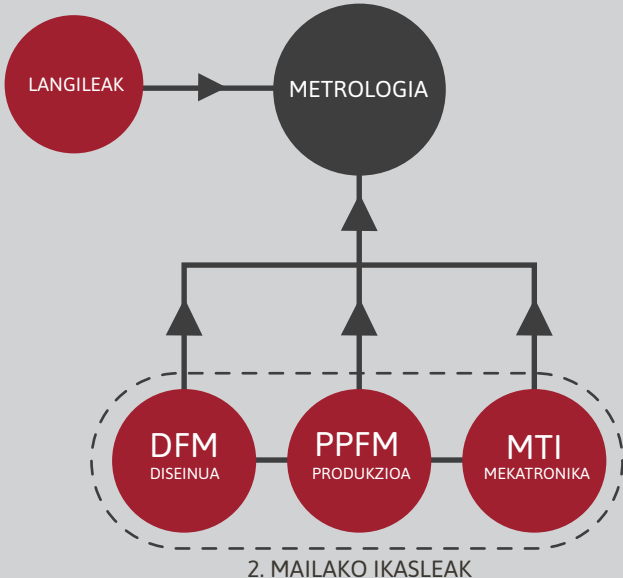 LANGILEAK
METROLOGIA
DFM
DISEINUA
PPFM
PRODUKZIOA
MTI
MEKATRONIKA
2. MAILAKO IKASLEAK